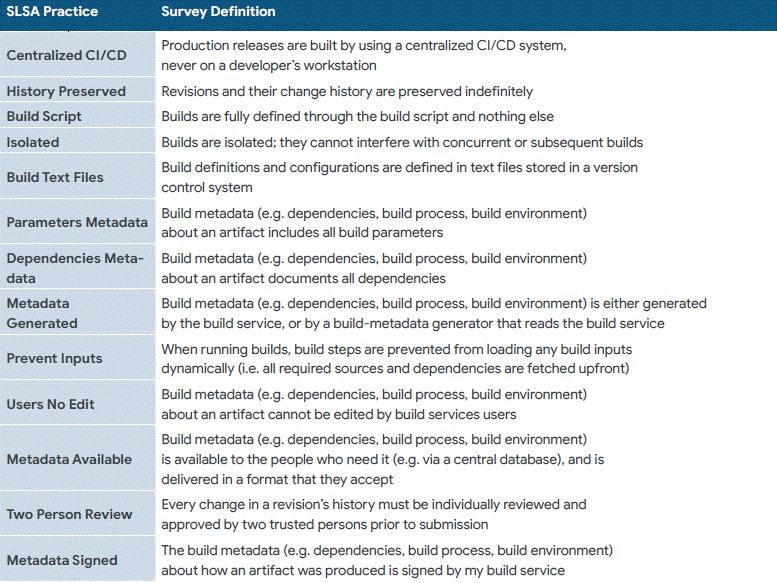 SLSA Practice Survey Definition
Centralized CI/CD
Production releases are built by using a centralized CI/CD system,
never on a developer’s workstation
History Preserved
Revisions and their change history are preserved indefinitely
Build Script
Builds are fully defined through the build script and nothing else
Isolated
Builds are isolated; they cannot interfere with concurrent or subsequent builds
Build Text Files
Build definitions and configurations are defined in text files stored in a version
control system
Parameters Metadata
Build metadata (e.g. dependencies, build process, build environment)
about an artifact includes all build parameters
Dependencies Meta-
data
Build metadata (e.g. dependencies, build process, build environment)
about an artifact documents all dependencies
Metadata
Generated
Build metadata (e.g. dependencies, build process, build environment) is either generated
by the build service, or by a build-metadata generator that reads the build service
Prevent Inputs
When running builds, build steps are prevented from loading any build inputs
dynamically (i.e. all required sources and dependencies are fetched upfront)
Users No Edit
Build metadata (e.g. dependencies, build process, build environment)
about an artifact cannot be edited by build services users
Metadata Available
Build metadata (e.g. dependencies, build process, build environment)
is available to the people who need it (e.g. via a central database), and is
delivered in a format that they accept
Two Person Review
Every change in a revision’s history must be individually reviewed and
approved by two trusted persons prior to submission
Metadata Signed
The build metadata (e.g. dependencies, build process, build environment)
about how an artifact was produced is signed by my build service